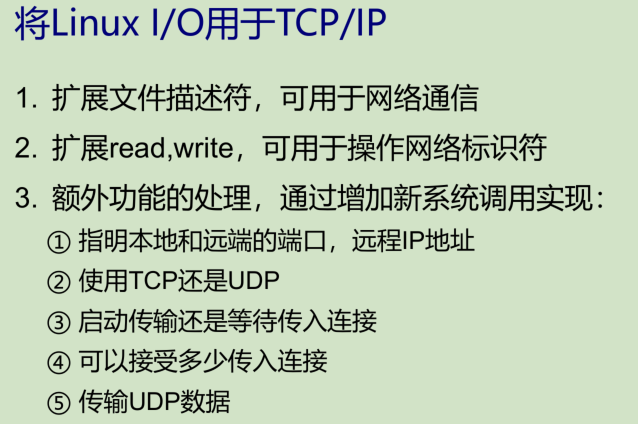 将Linux I/O用于TCP/IP
1. 扩展文件描述符，可用于网络通信
2. 扩展read,write，可用于操作网络标识符
3. 额外功能的处理，通过增加新系统调用实现：
① 指明本地和远端的端口，远程IP地址
② 使用TCP还是UDP
③ 启动传输还是等待传入连接
④ 可以接受多少传入连接
⑤ 传输UDP数据